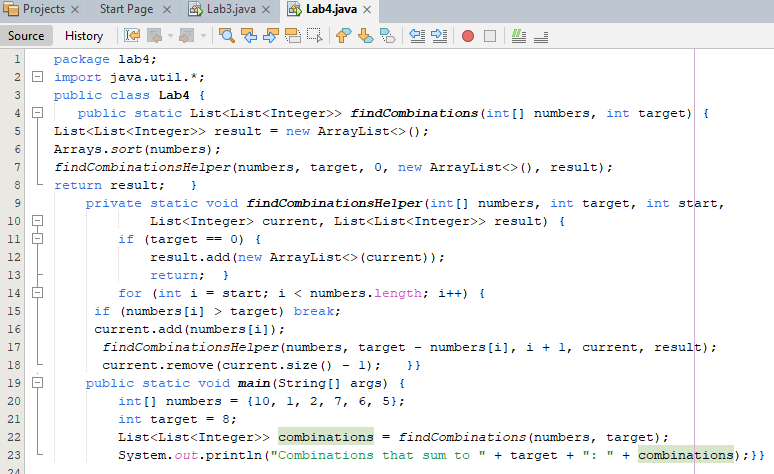 Projects Start Page Lab3.java Lab4.java
Source History
1 package lab4;
2 import java.util.*;
3 public class Lab4 {
4 public static List<List<Integer>> findCombinations(int[] numbers, int target) {
5 List<List<Integer>> result = new ArrayList<>();
6 Arrays.sort(numbers);
7 findCombinationsHelper(numbers, target, 0, new ArrayList<>(), result);
8 return result; }
9 private static void findCombinationsHelper(int[] numbers, int target, int start,
10 List<Integer> current, List<List<Integer>> result) {
11 if (target == 0) {
12 result.add(new ArrayList<>(current));
13 return; }
14 for (int i = start; i < numbers.length; i++) {
15 if (numbers[i] > target) break;
16 current.add(numbers[i]);
17 findCombinationsHelper(numbers, target - numbers[i], i + 1, current, result);
18 current.remove(current.size() - 1); }}
19 public static void main(String[] args) {
20 int[] numbers = {10, 1, 2, 7, 6, 5};
21 int target = 8;
22 List<List<Integer>> combinations = findCombinations(numbers, target);
23 System.out.println("Combinations that sum to " + target + ": " + combinations);}}
24